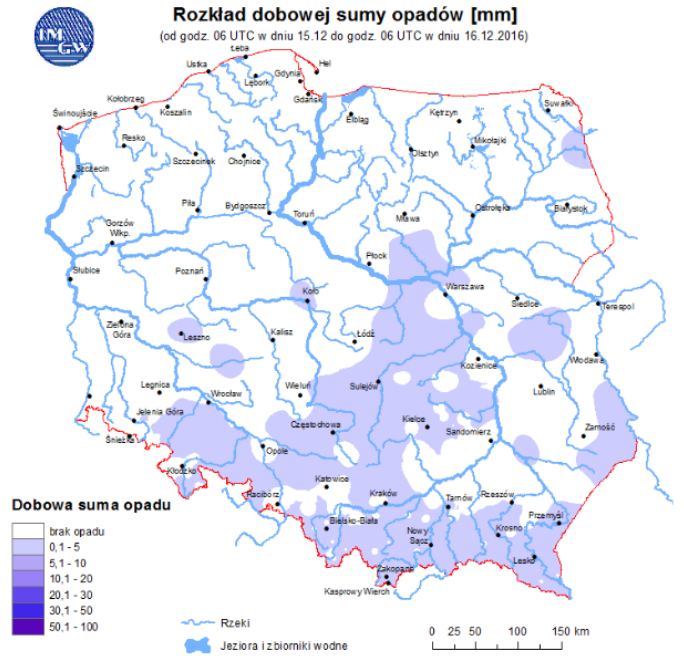 Rozkład dobowej sumy opadów [mm]
(od godz. 06 UTC w dniu 15.12 do godz. 06 UTC w dniu 16.12.2016)
IM
GW
Łeba
Ustka
Hel
Gdynia
Lębork
Gdańsk
Suwałki
Kołobrzeg
Koszalin
Świnoujście
Elbląg
Kętrzyn
Resko
Mikołajki
Olsztyn
Szczecinek
Chojnice
Szczecin
Piła
Bydgoszcz
Toruń
Mława
Ostrołęka
Białystok
Gorzów
Wlkp.
Płock
Słubice
Poznań
Koło
Warszawa
Siedlce
Terespol
Zielona
Góra
Leszno
Kalisz
Łódź
Kozienice
Włodawa
Legnica
Wrocław
Wieluń
Sulejów
Lublin
Jelenia Góra
Śnieżka
Częstochowa
Kielce
Sandomierz
Zamość
Opole
Kłodzko
Katowice
Racibórz
Kraków
Tarnów
Rzeszów
Przemyśl
Bielsko-Biała
Nowy
Sącz
Krosno
Lesko
Zakopane
Kasprowy Wierch
Dobowa suma opadu
brak opadu
0,1 - 5
5,1 - 10
10,1 - 20
20,1 - 30
30,1 - 50
50,1 - 100
Rzeki
Jeziora i zbiorniki wodne
0 25 50 100 150 km